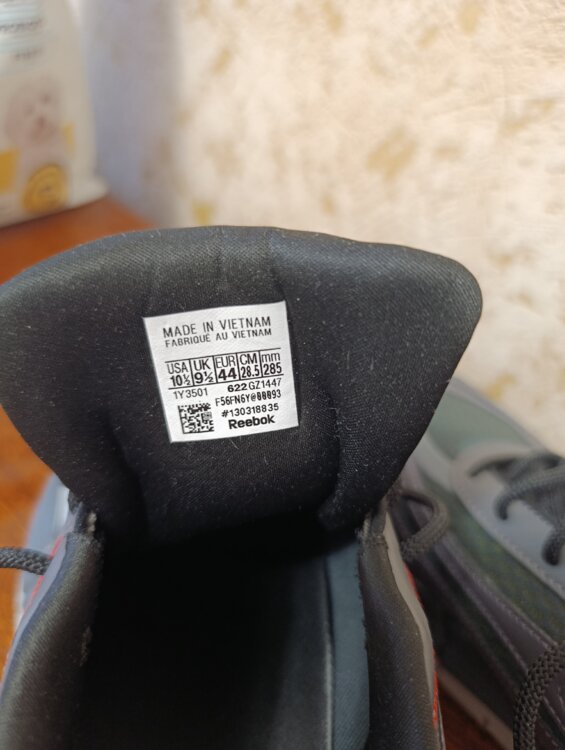 MADE IN VIETNAM
FABRIQUÉ AU VIETNAM
USA UK EUR CM mm
10½ 9½ 44 28.5 285
1Y3501 622 GZ1447
F56FN6Y@00093
#130318835
Reebok